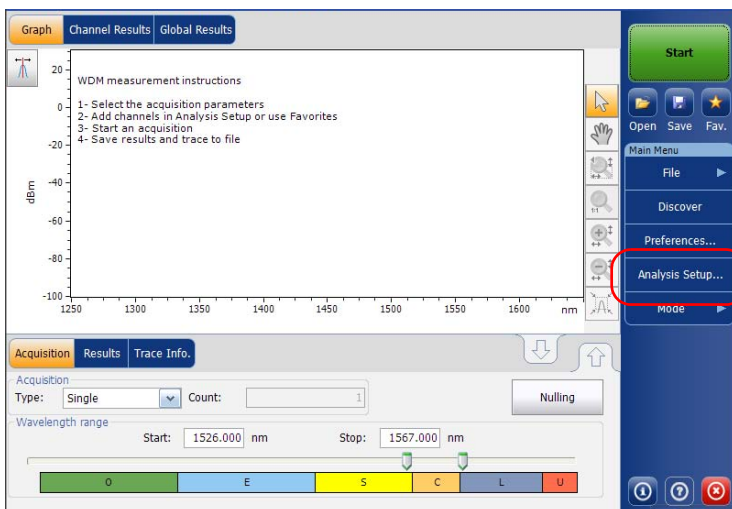 Graph Channel Results Global Results
WDM measurement instructions
1- Select the acquisition parameters
2- Add channels in Analysis Setup or use Favorites
3- Start an acquisition
4- Save results and trace to file
20
0
-20
-40
-60
-80
-100
dBm
1250 1300 1350 1400 1450 1500 1550 1600 nm
1:1
Acquisition Results Trace Info.
Acquisition
Type: Single Count: 1
Nulling
Wavelength range
Start: 1526.000 nm Stop: 1567.000 nm
O E S C L U
Start
Open Save Fav.
Main Menu
File
Discover
Preferences...
Analysis Setup...
Mode